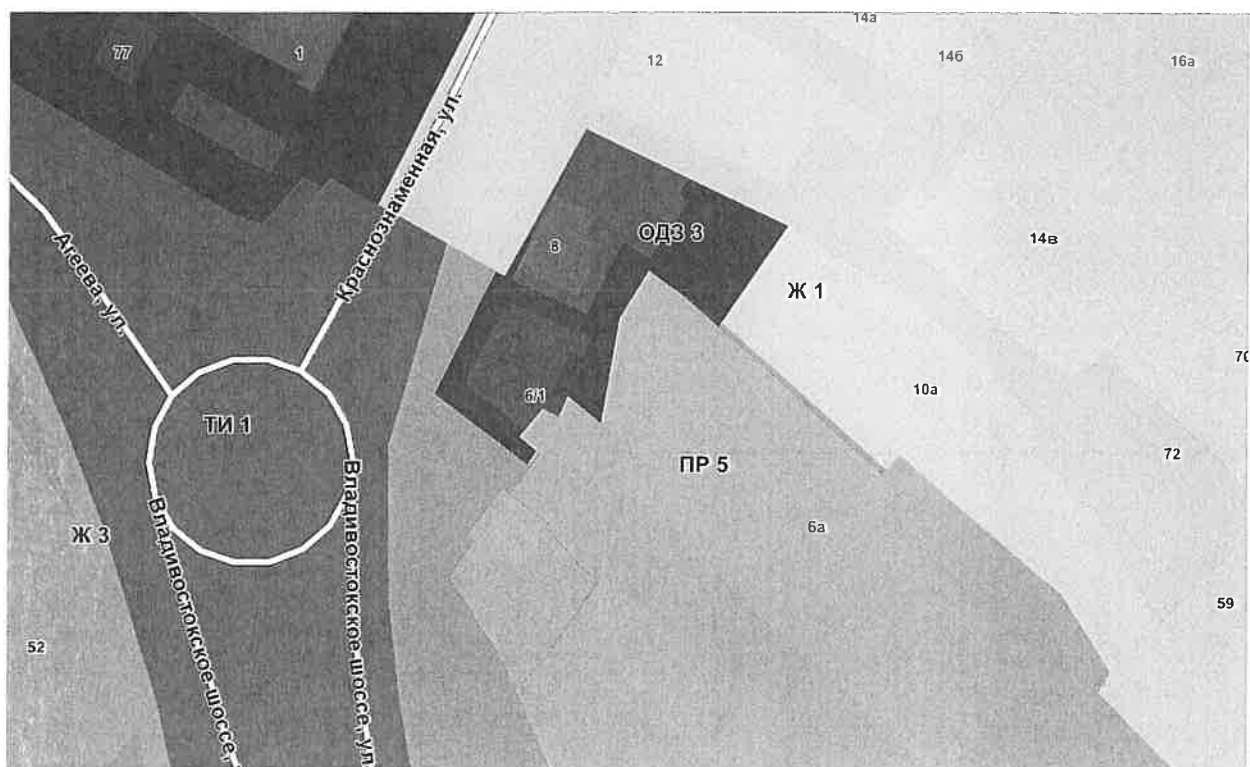 14а
77
1
12
14б
16а
Краснознаменная, ул.
8
ОДЗ 3
14в
Агеева, ул.
Ж 1
70
6/1
10а
ТИ 1
72
ПР 5
Владивостокское шоссе, ул
Владивостокское шоссе,
Ж 3
6а
59
52